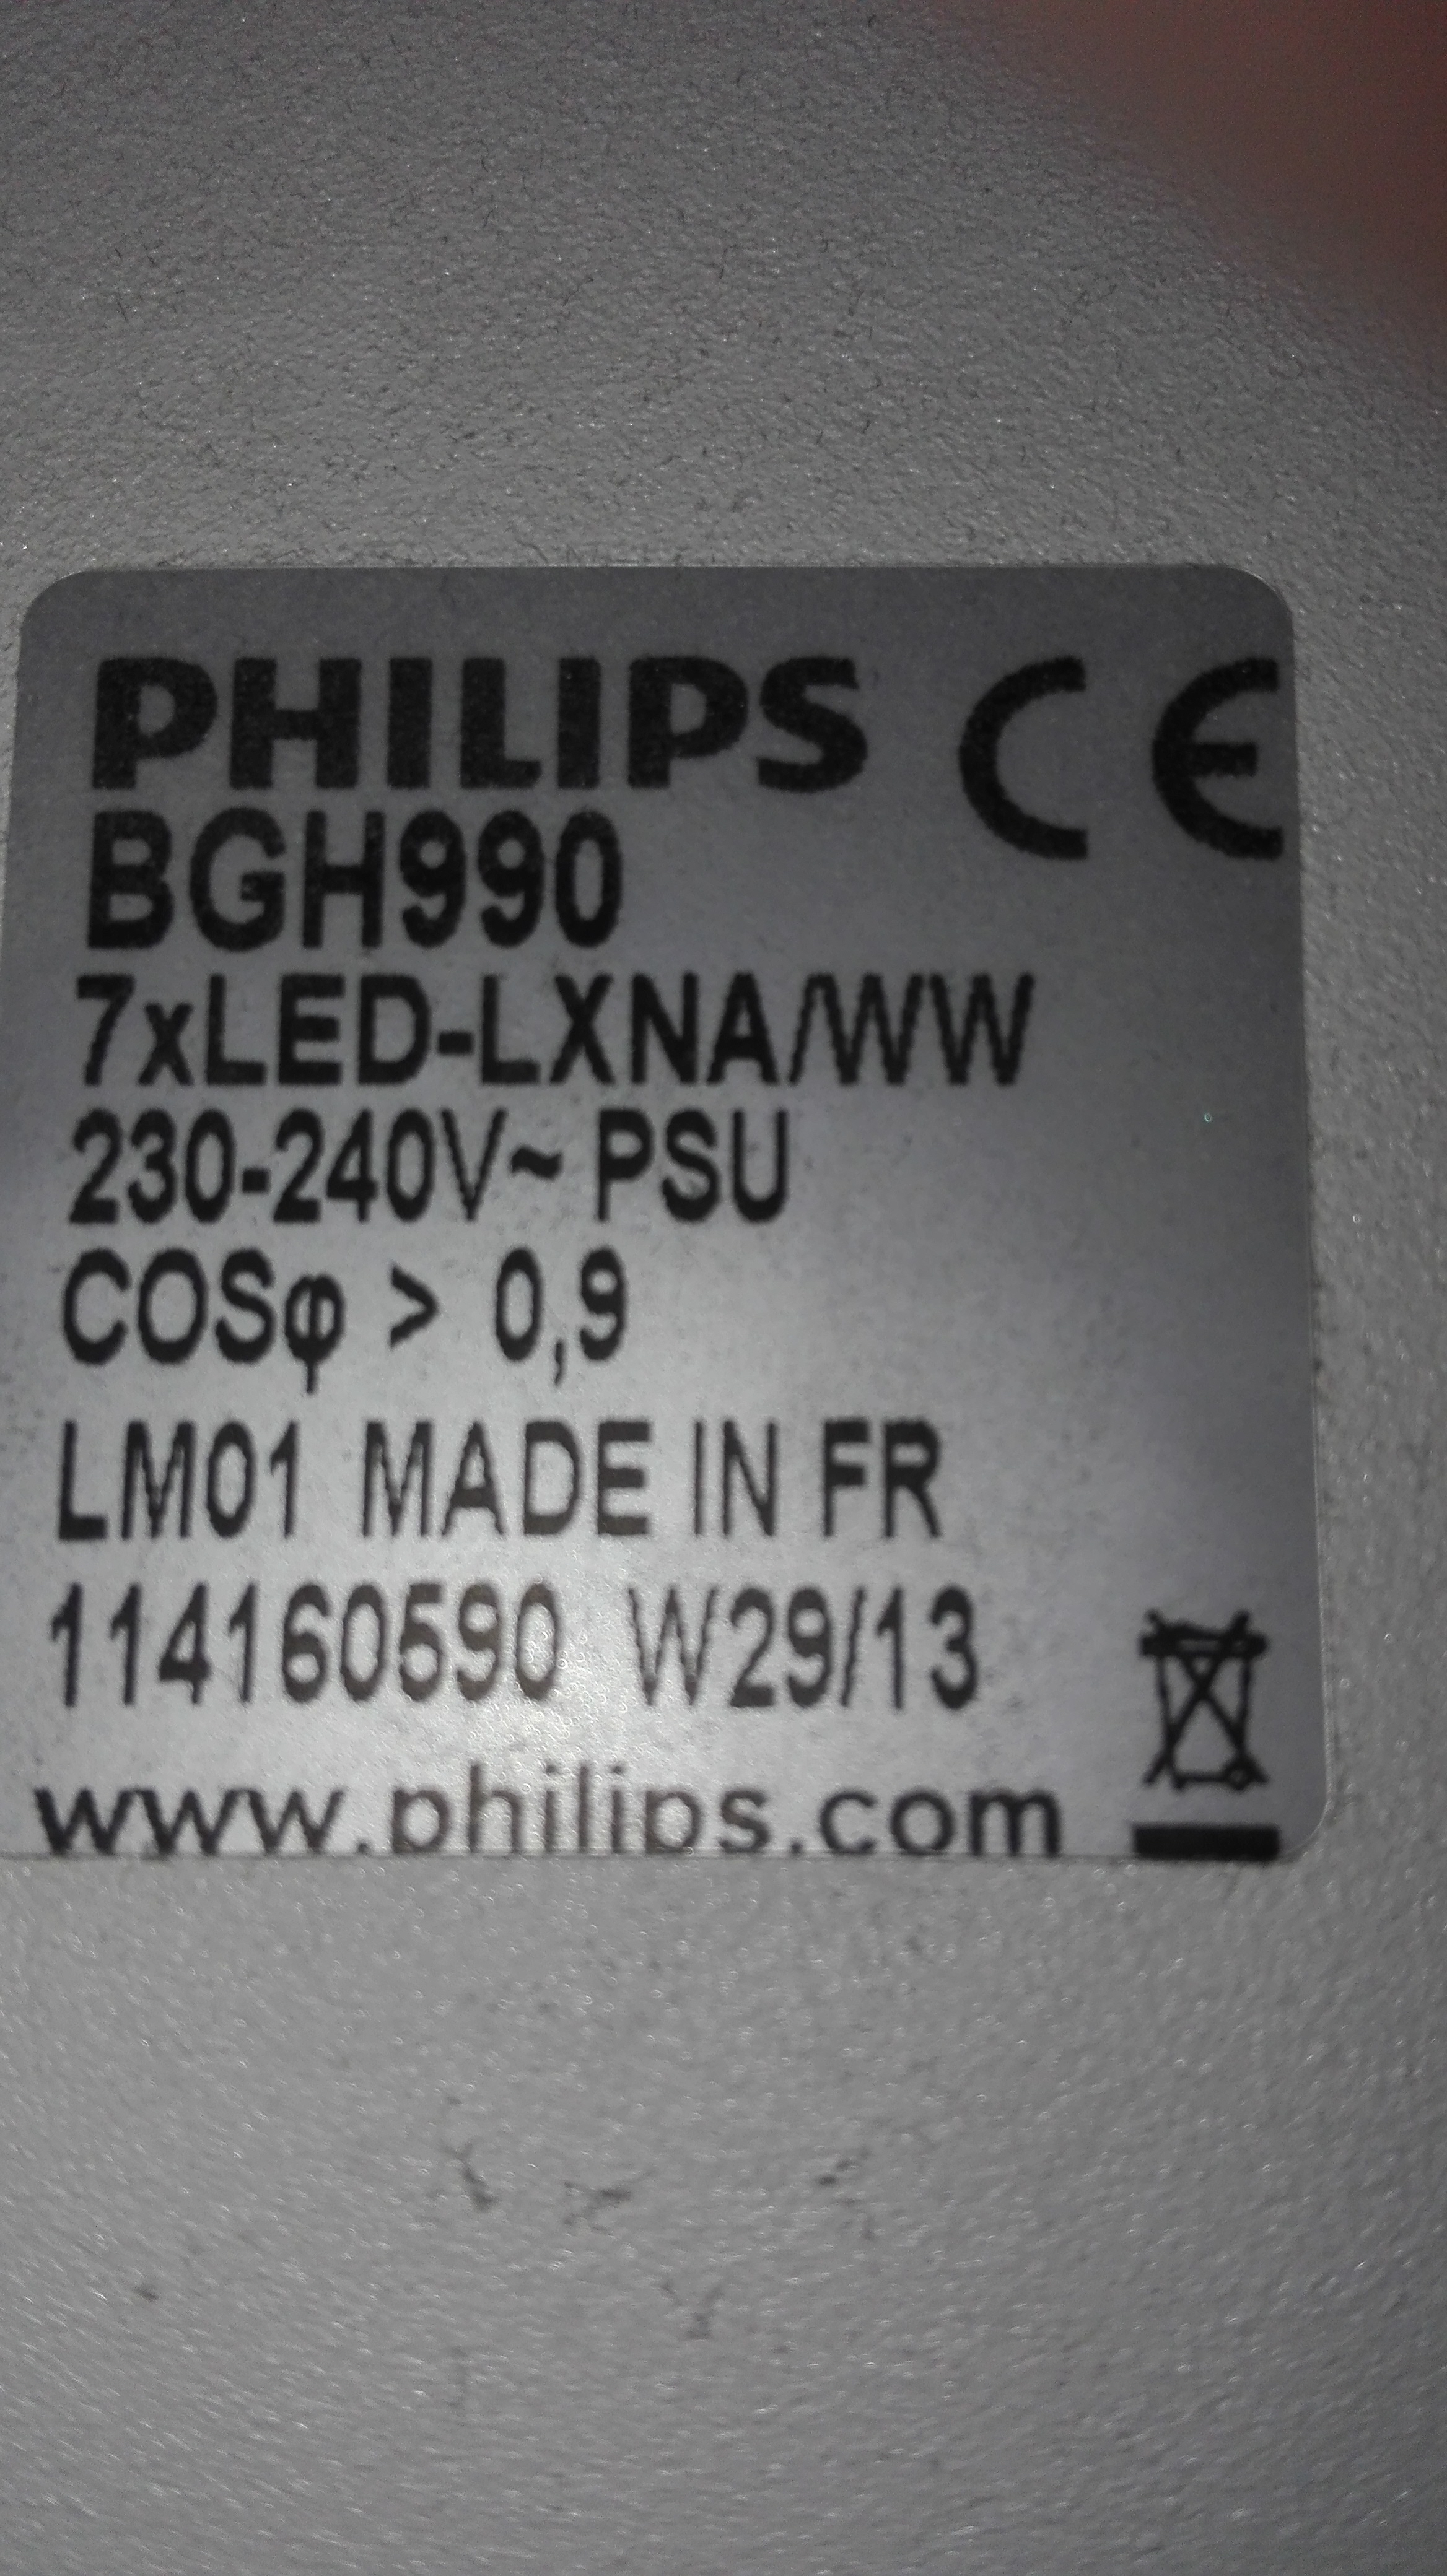 PHILIPS CE
BGH990
7xLED-LXNA/WW
230-240V~ PSU
COSφ > 0,9
LM01 MADE IN FR
114160590 W29/13
www.philips.com